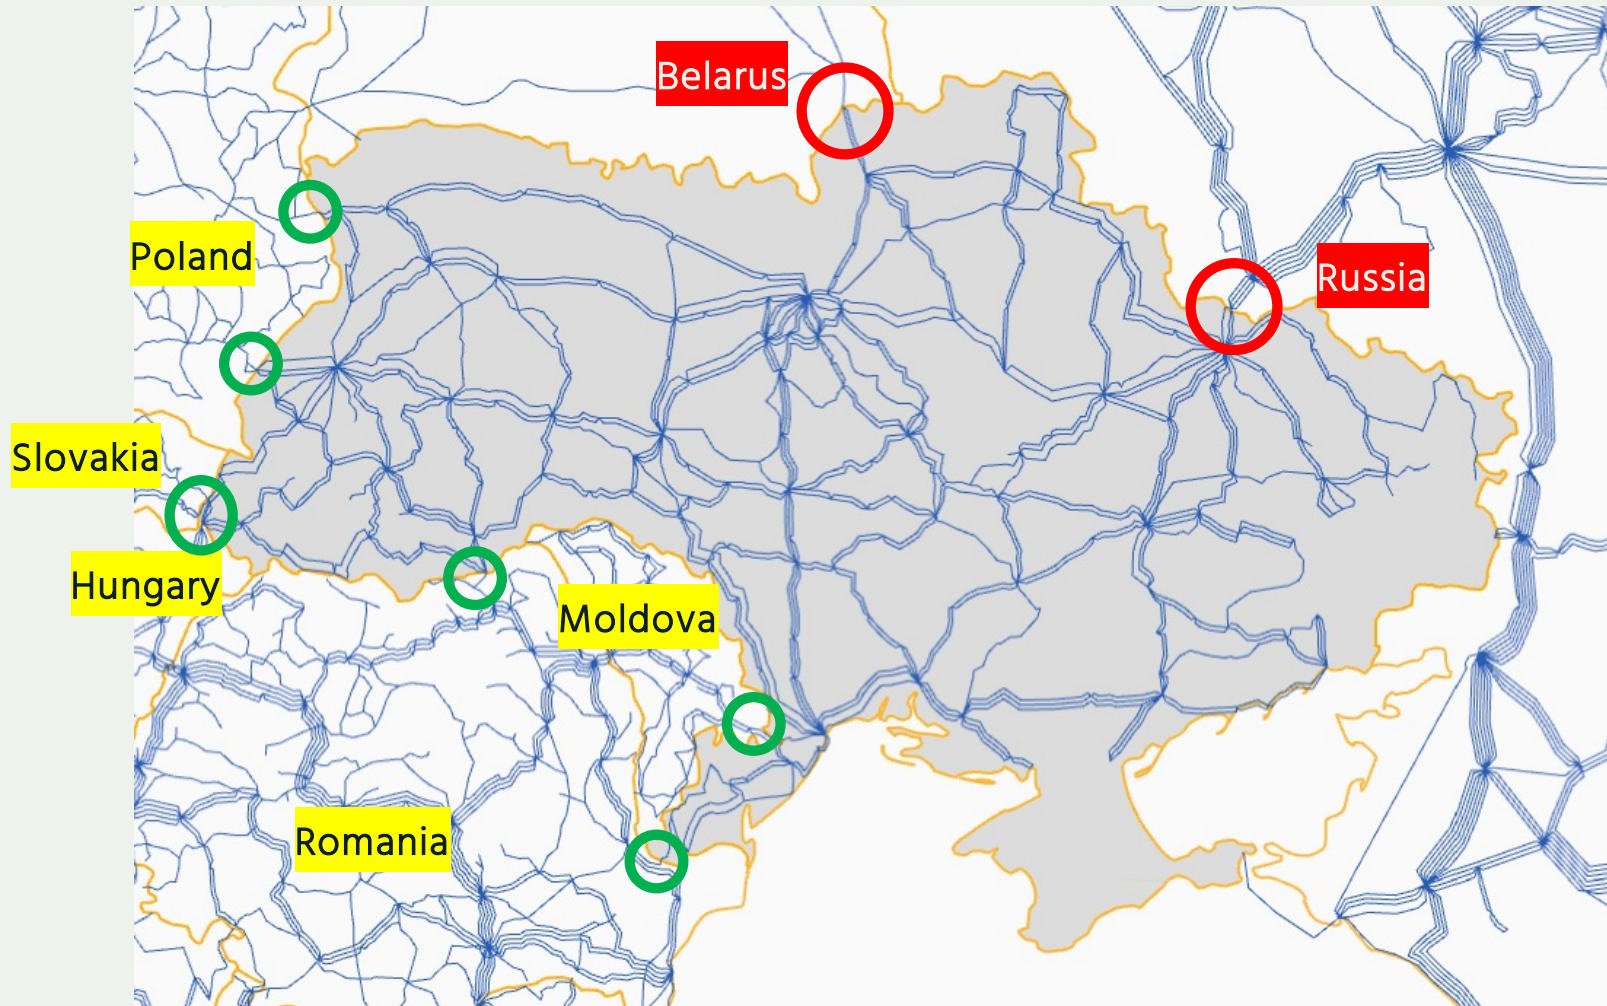 Belarus
Poland
Russia
Slovakia
Hungary
Moldova
Romania